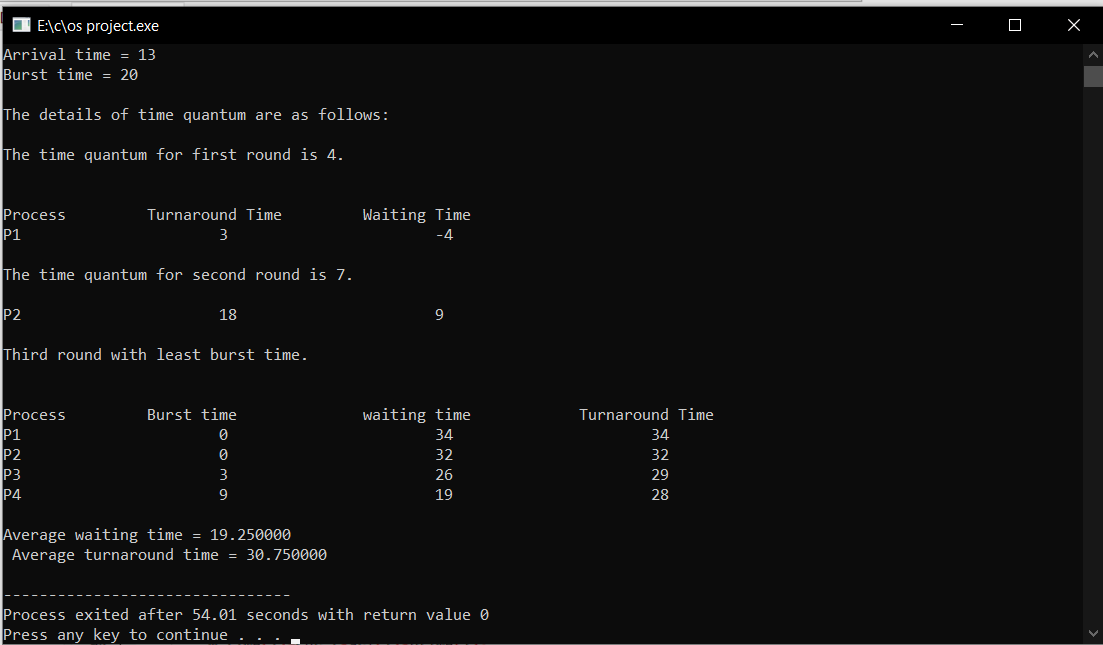 E:\c\os project.exe
Arrival time = 13
Burst time = 20
The details of time quantum are as follows:
The time quantum for first round is 4.
Process Turnaround Time Waiting Time
P1 3 -4
The time quantum for second round is 7.
P2 18 9
Third round with least burst time.
Process Burst time waiting time Turnaround Time
P1 0 34 34
P2 0 32 32
P3 3 26 29
P4 9 19 28
Average waiting time = 19.250000
Average turnaround time = 30.750000
--------------------------------
Process exited after 54.01 seconds with return value 0
Press any key to continue . . .